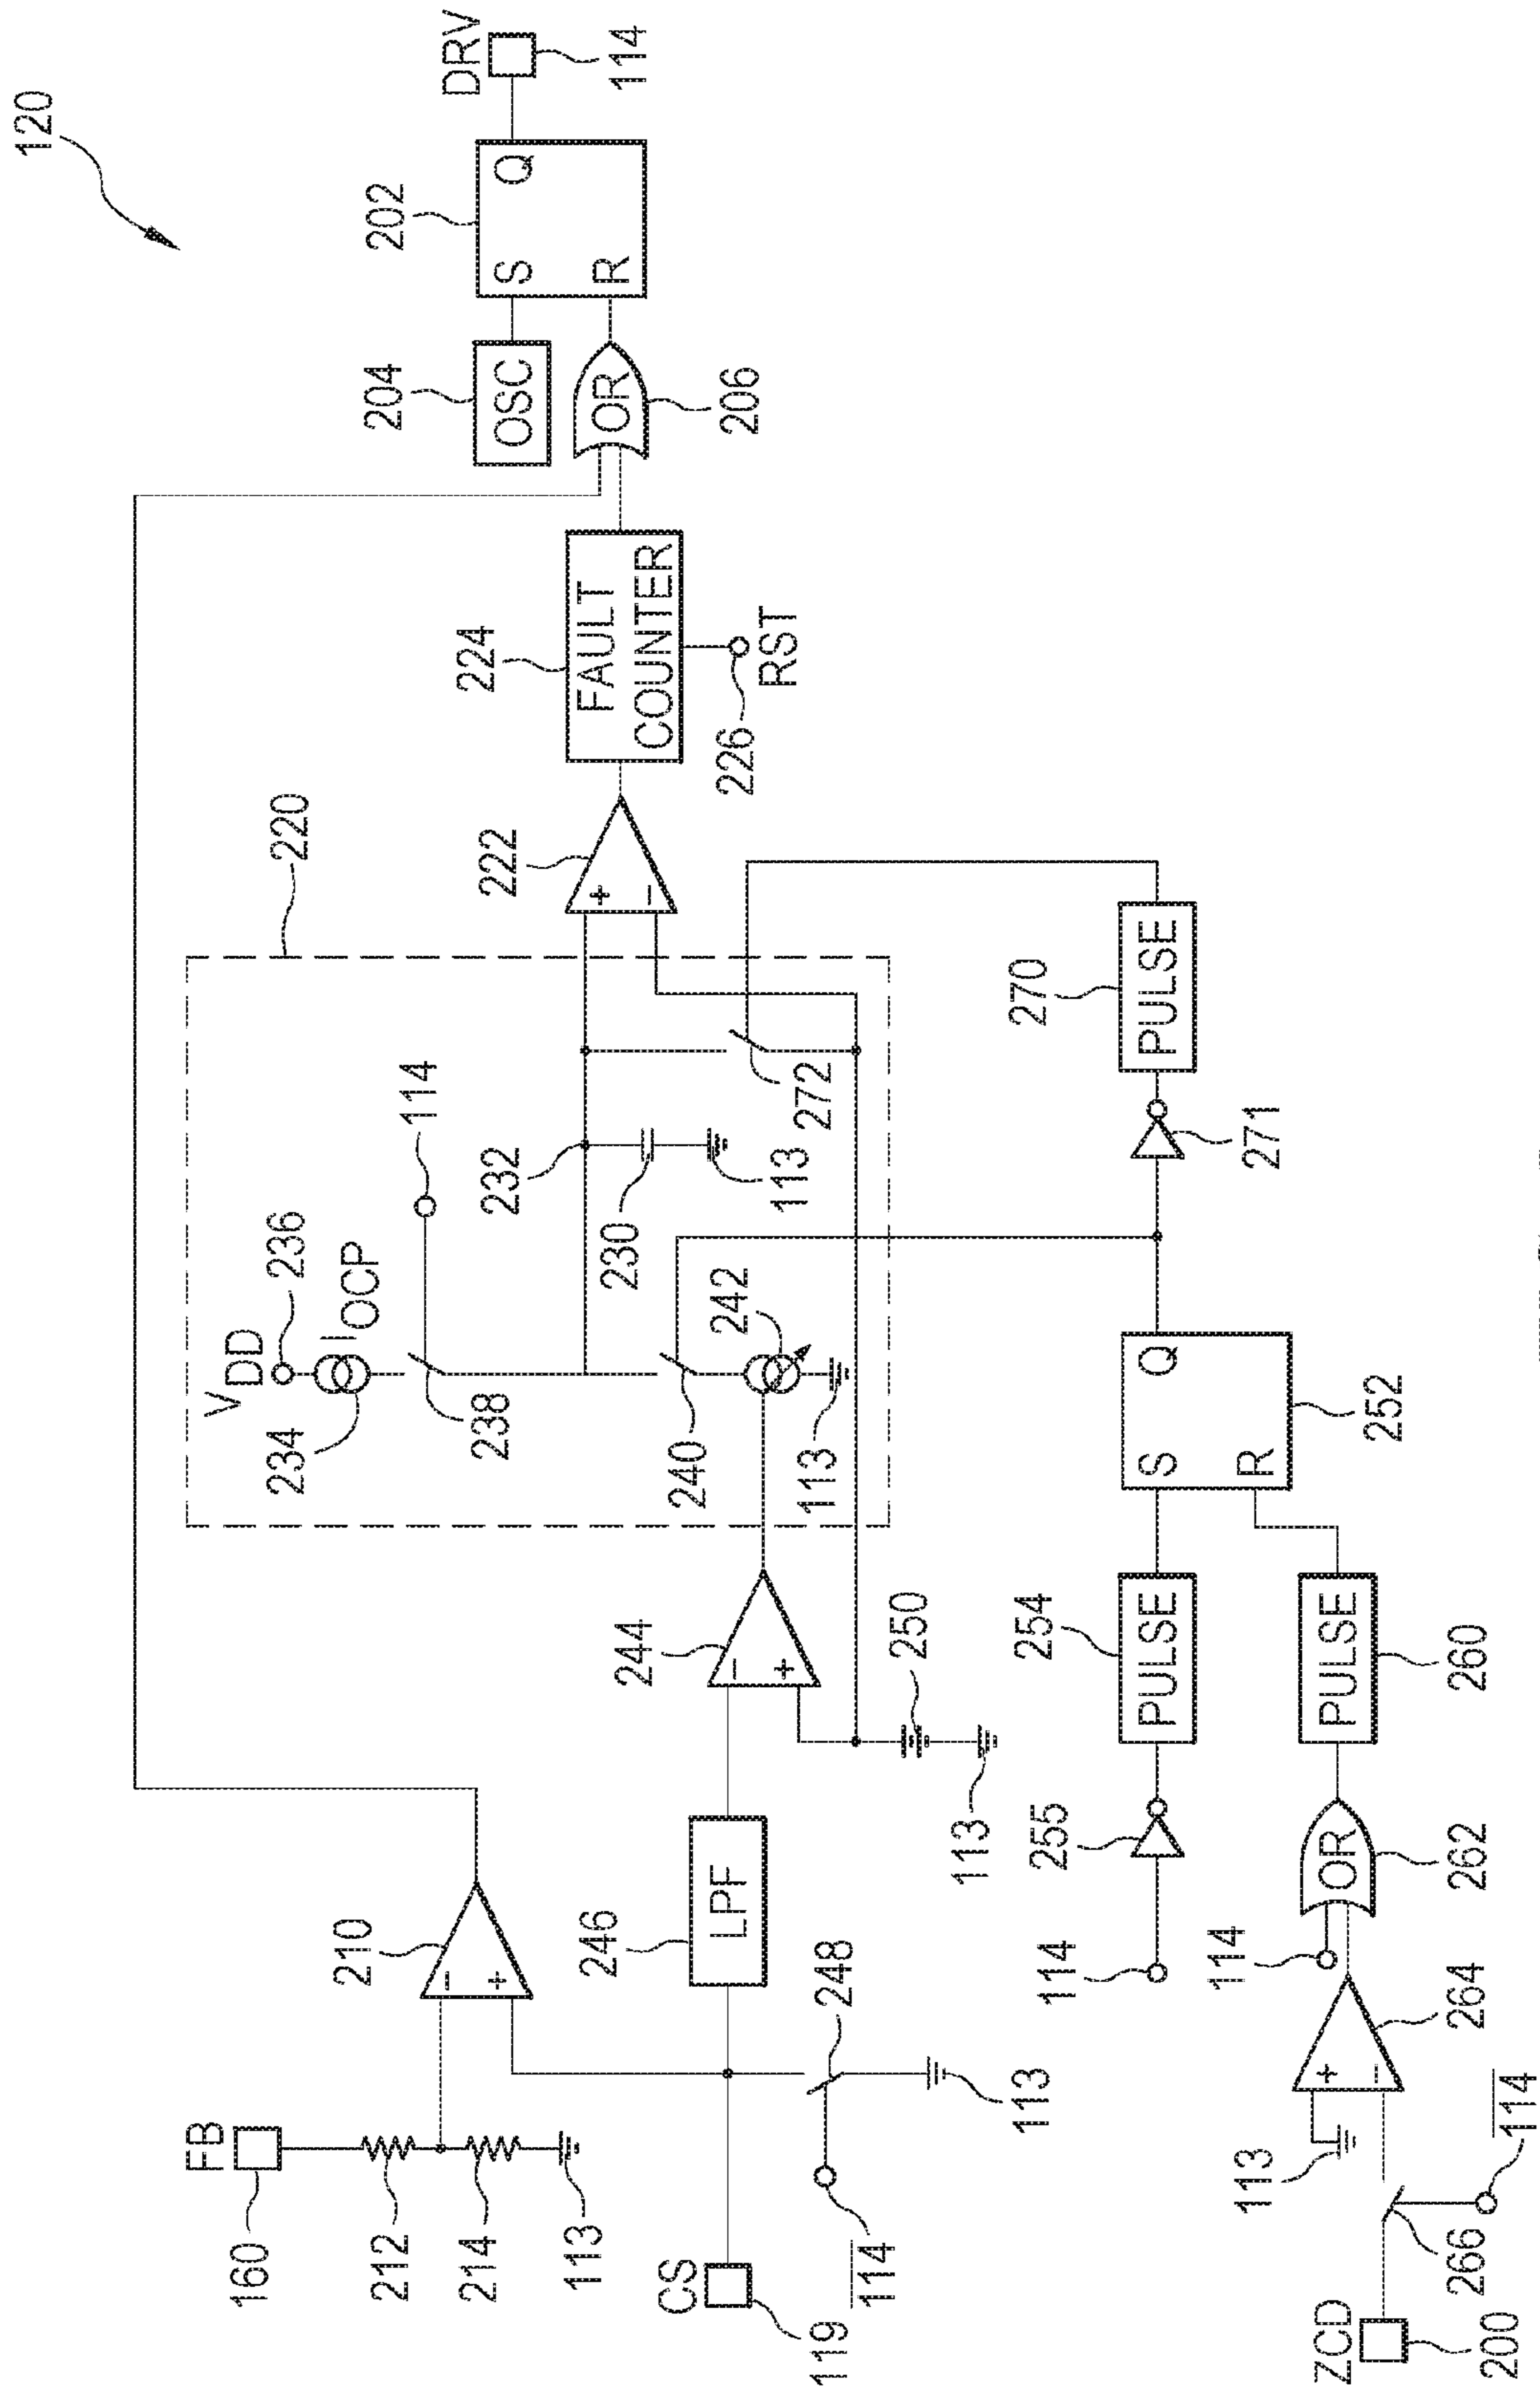 120
DRV
114
202
S
Q
R
204
OSC
OR
206
FAULT
COUNTER
224
226
RST
220
222
+
−
VDD
236
IOCP
234
238
114
232
230
113
272
240
242
113
270
PULSE
271
244
−
+
250
113
S
Q
R
252
254
PULSE
255
114
260
PULSE
OR
262
114
264
+
−
113
266
114
ZCD
200
210
−
+
FB
160
212
214
113
246
LPF
248
113
114
CS
119